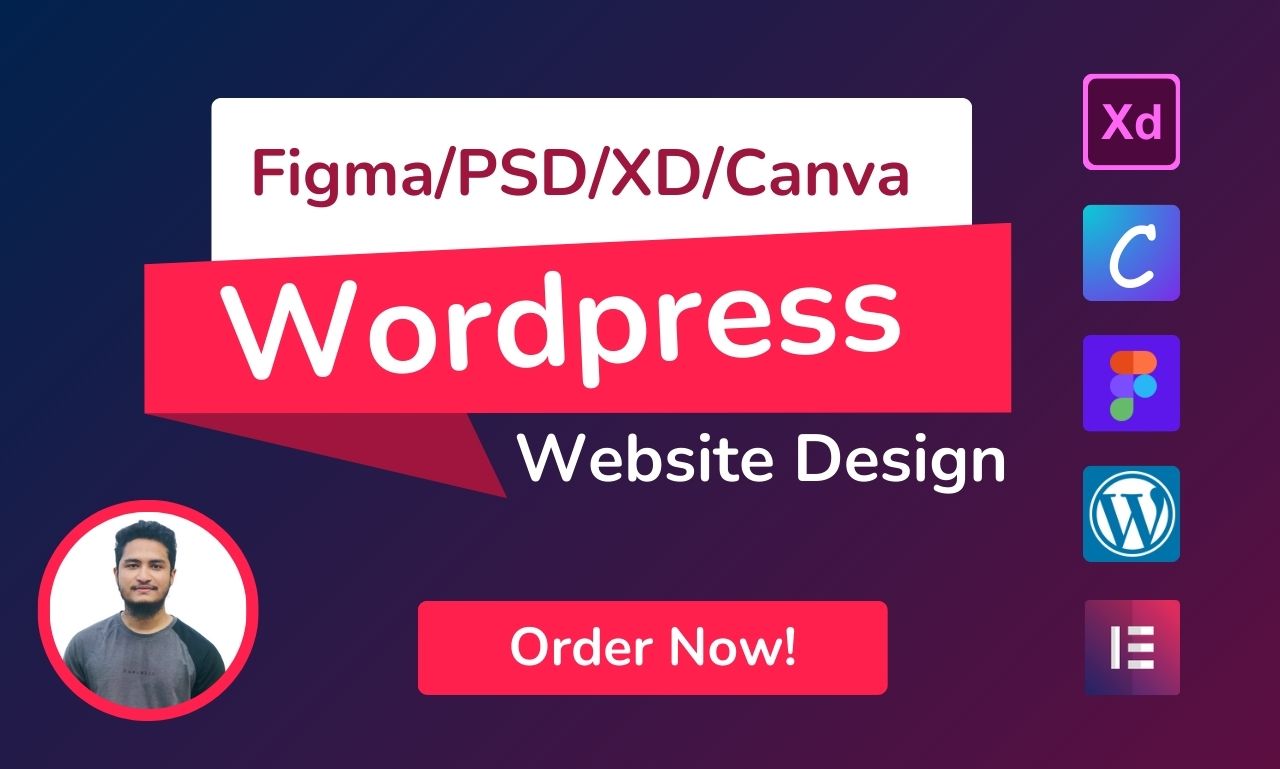 Figma/PSD/XD/Canva
Wordpress
Website Design
Order Now!
Xd
C
W